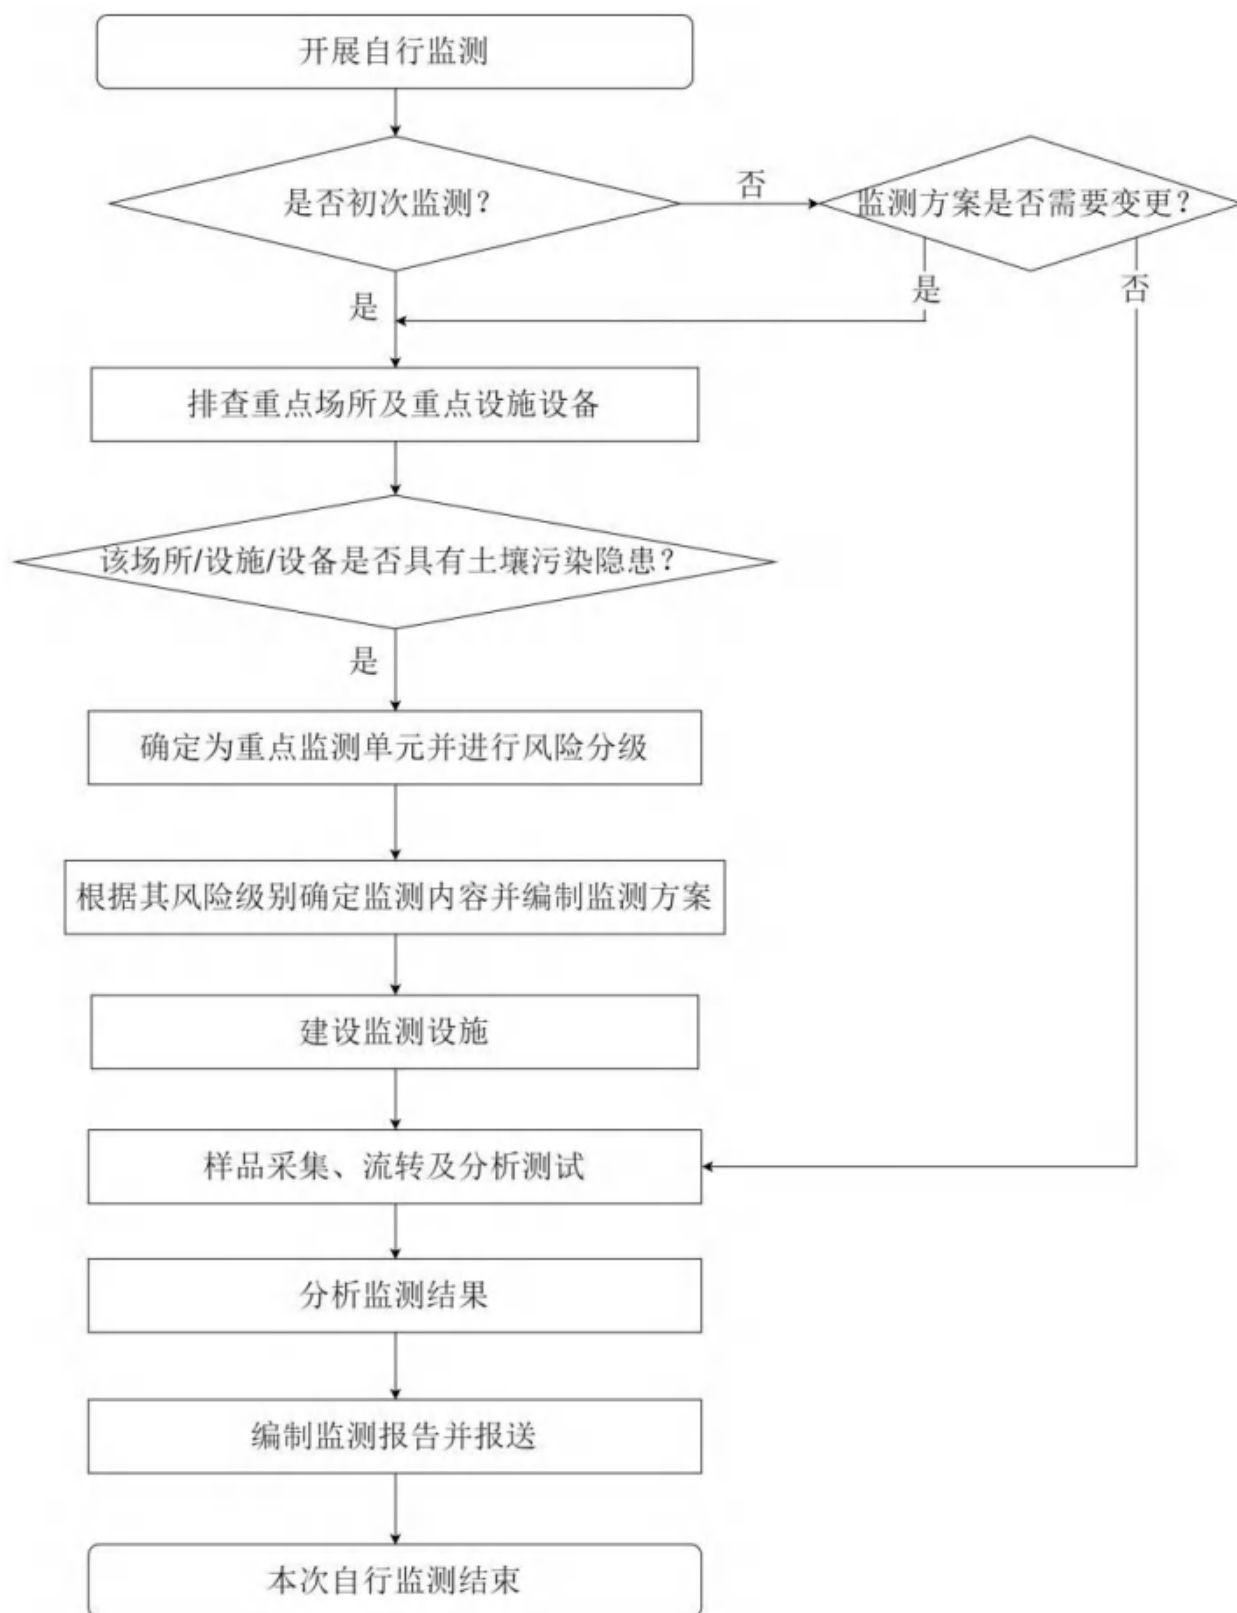 开展自行监测
是否初次监测？
否
监测方案是否需要变更？
是
是
否
排查重点场所及重点设施设备
该场所/设施/设备是否具有土壤污染隐患？
是
确定为重点监测单元并进行风险分级
根据其风险级别确定监测内容并编制监测方案
建设监测设施
样品采集、流转及分析测试
分析监测结果
编制监测报告并报送
本次自行监测结束